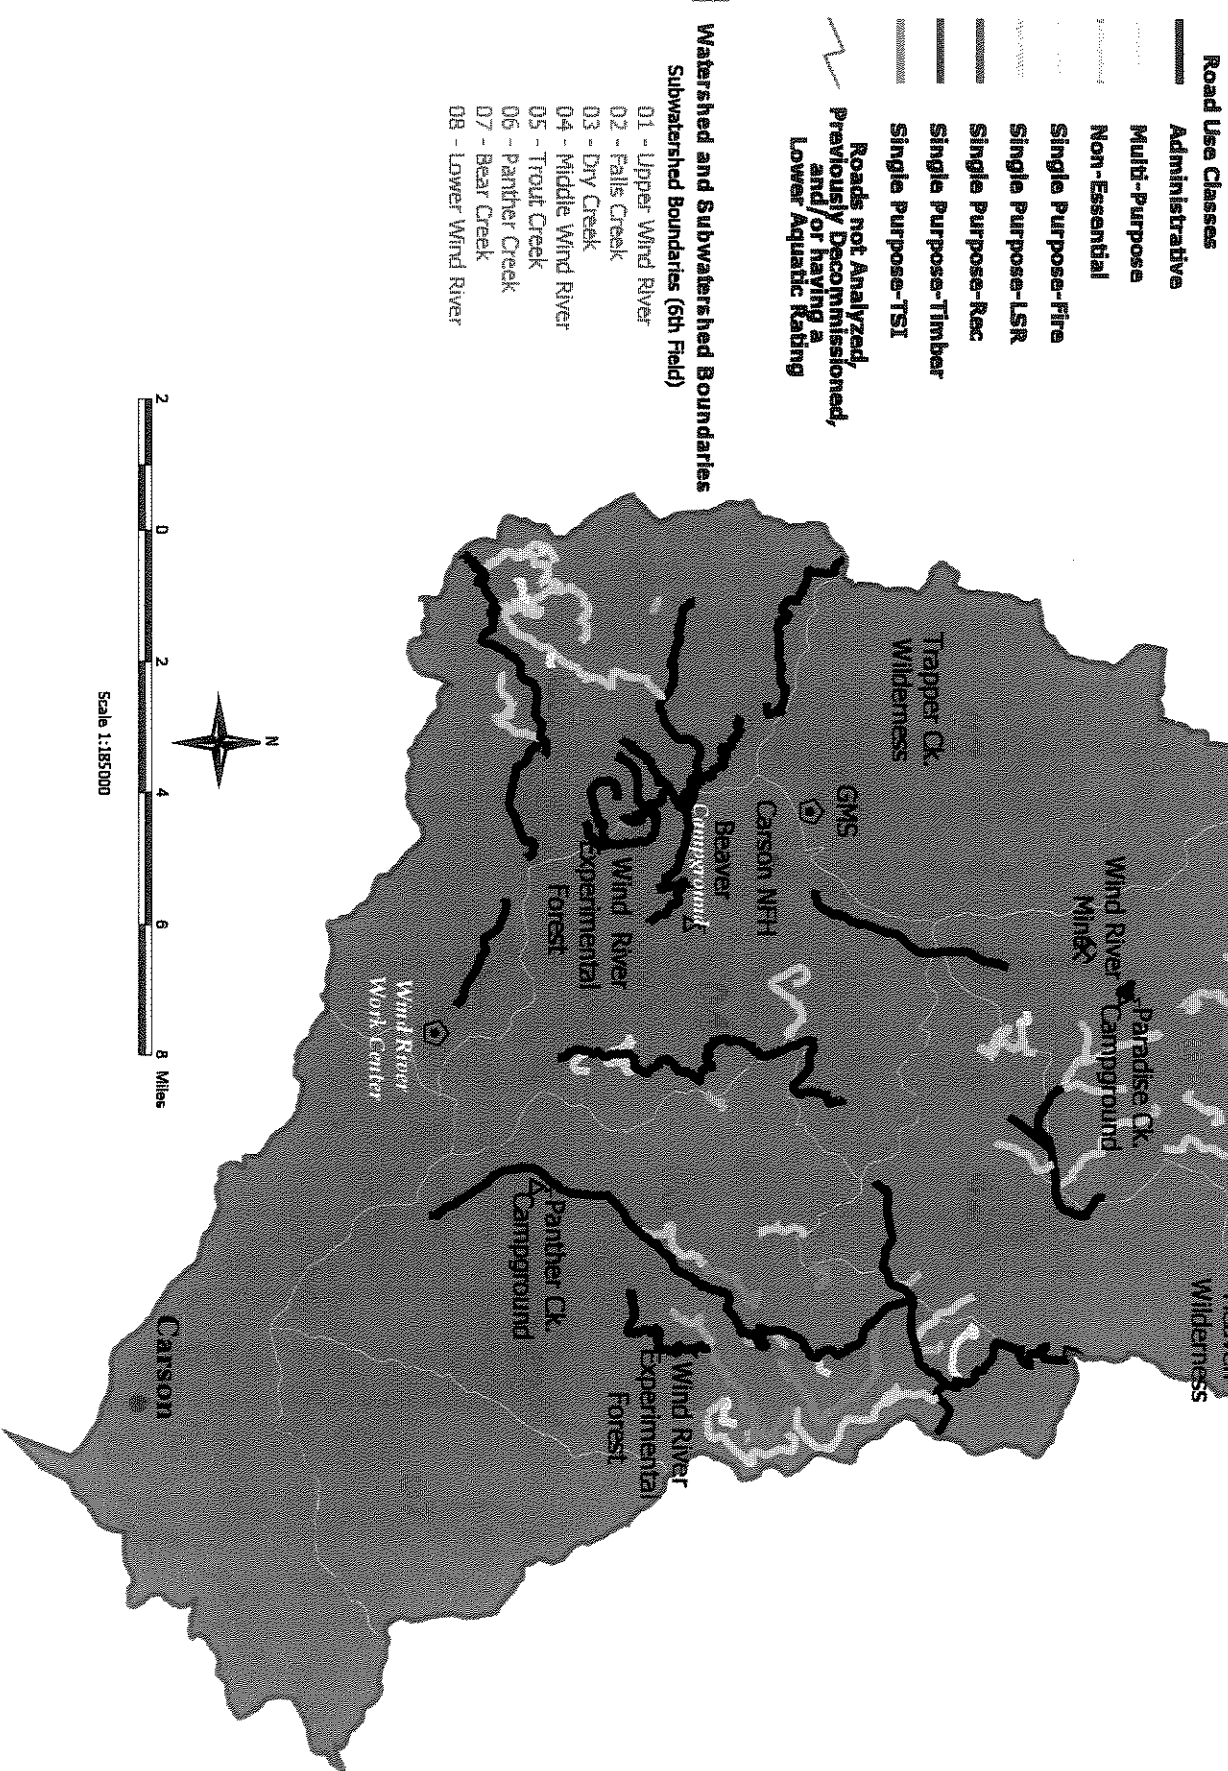 Road Use Classes
Administrative
Multi-Purpose
Non-Essential
Single Purpose-Fire
Single Purpose-LSR
Single Purpose-Rec
Single Purpose-Timber
Single Purpose-TSI
Roads not Analyzed,
Previously Decommissioned,
and/or having a
Lower Aquatic Rating
Watershed and Subwatershed Boundaries
Subwatershed Boundaries (6th Field)
01 - Upper Wind River
02 - Falls Creek
03 - Dry Creek
04 - Middle Wind River
05 - Trout Creek
06 - Panther Creek
07 - Bear Creek
08 - Lower Wind River
Wilderness
Paradise Ck.
Campground
Wind River
Mine
Trapper Ck.
Wilderness
GMS
Carson NFH
Beaver
Campground
Wind River
Experimental
Forest
Wind River
Work Center
Panther Ck.
Campground
Wind River
Experimental
Forest
Carson
N
2 0 2 4 6 8 Miles
Scale 1:185000